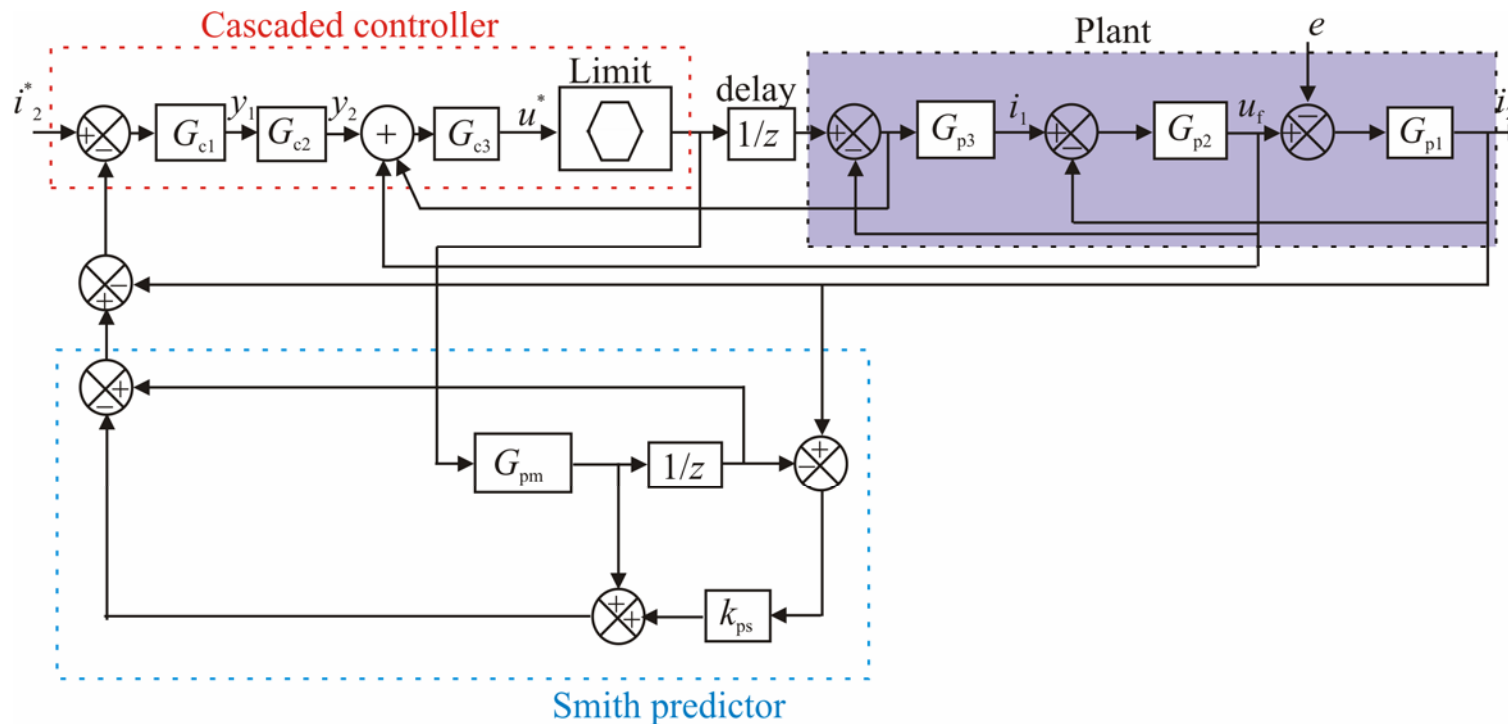 Cascaded controller
Plant
e
i*2
Gc1
y1
Gc2
y2
+
Gc3
u*
Limit
delay
1/z
Gp3
i1
Gp2
uf
Gp1
Gpm
1/z
kps
Smith predictor